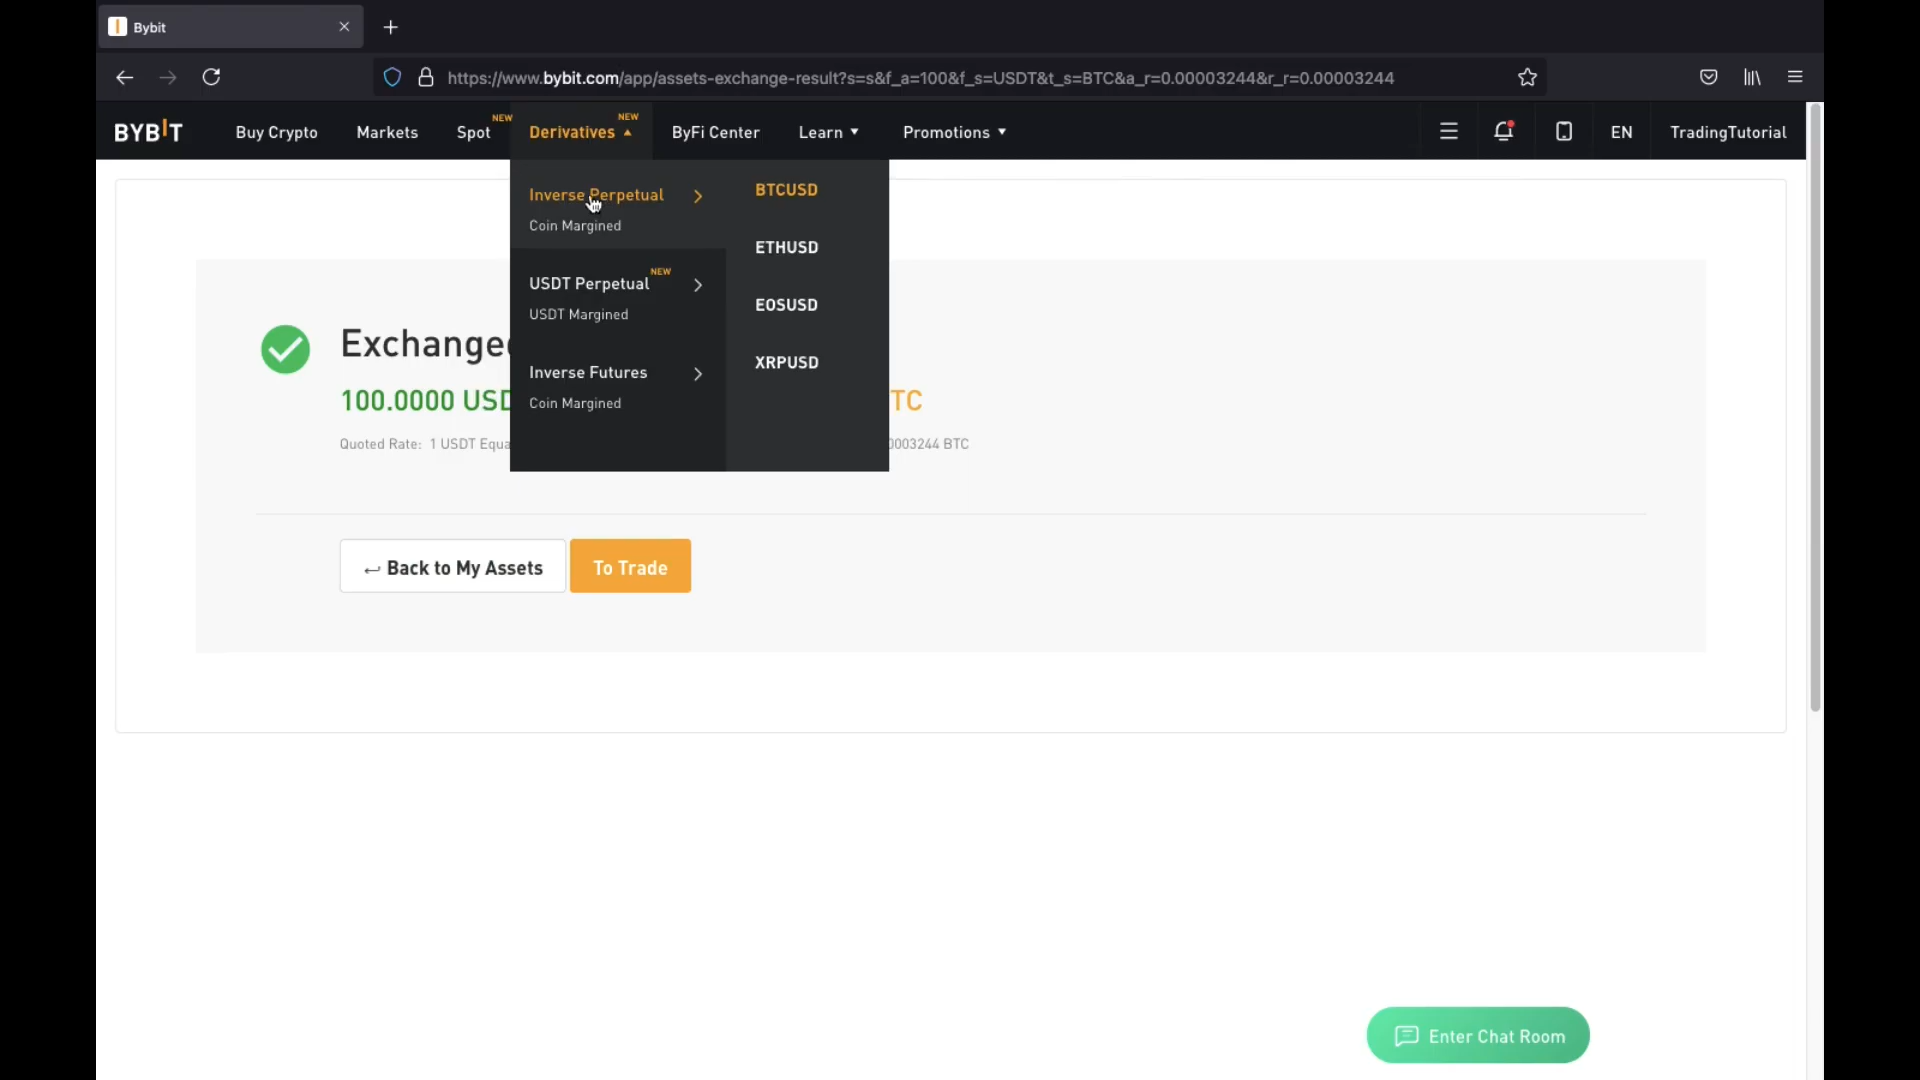 Bybit
https://www.bybit.com/app/assets-exchange-result?s=s&f_a=100&f_s=USDT&t_s=BTC&a_r=0.00003244&r_r=0.00003244
BYBIT Buy Crypto Markets Spot NEW Derivatives NEW ByFi Center Learn Promotions EN TradingTutorial
Inverse Perpetual
Coin Margined
USDT Perpetual NEW
USDT Margined
Inverse Futures
Coin Margined
BTCUSD
ETHUSD
EOSUSD
XRPUSD
Exchange
100.0000 USD TC
Quoted Rate: 1 USDT Equa 0003244 BTC
Back to My Assets To Trade
Enter Chat Room